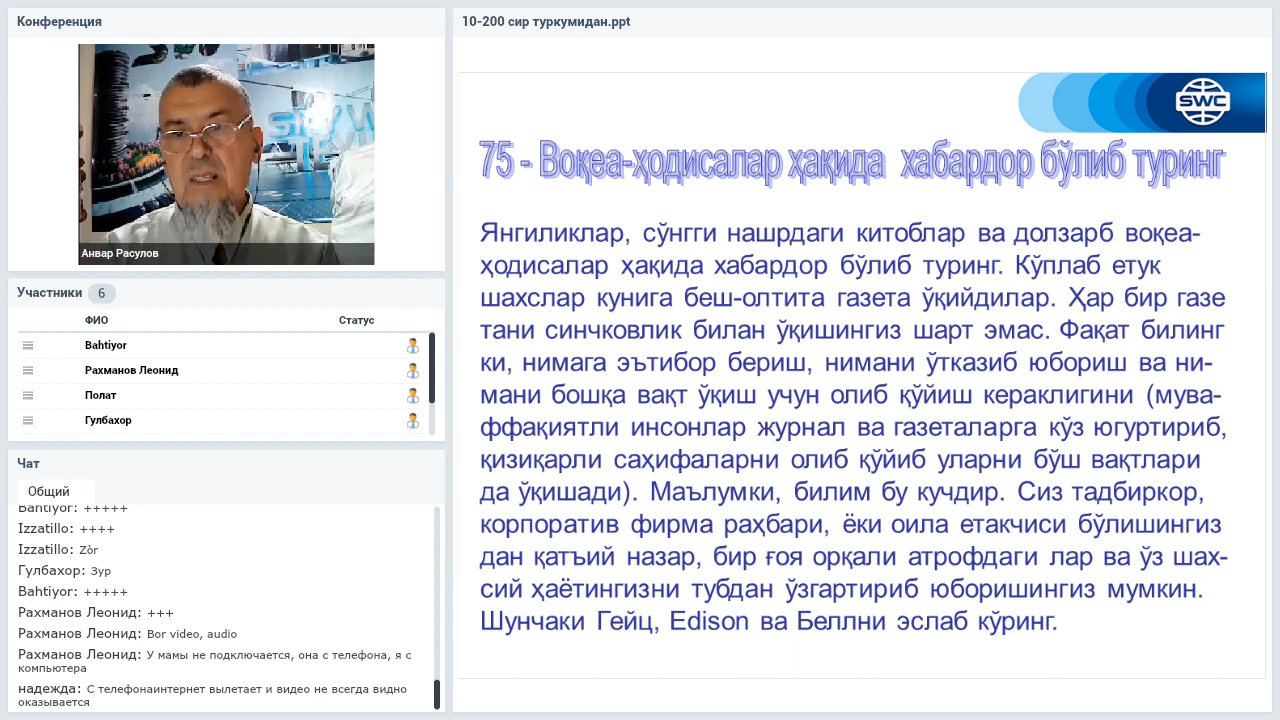 Конференция
Анвар Расулов
Участники 6
ФИО Статус
Bahtiyor
Рахманов Леонид
Полат
Гулбахор
Чат
Общий
Bahtiyor: +++++
Izzatillo: ++++
Izzatillo: Zòr
Гулбахор: Зур
Bahtiyor: +++++
Рахманов Леонид: +++
Рахманов Леонид: Bor video, audio
Рахманов Леонид: У мамы не подключается, она с телефона, я с
компьютера
надежда: С телефонаинтернет вылетает и видео не всегда видно
оказывается
10-200 сир туркумидан.ppt
SWC
75 - Воқеа-ҳодисалар ҳақида хабардор бўлиб туринг
Янгиликлар, сўнгги нашрдаги китоблар ва долзарб воқеа-
ҳодисалар ҳақида хабардор бўлиб туринг. Кўплаб етук
шахслар кунига беш-олтита газета ўқийдилар. Ҳар бир газе
тани синчковлик билан ўқишингиз шарт эмас. Фақат билинг
ки, нимага эътибор бериш, нимани ўтказиб юбориш ва ни-
мани бошқа вақт ўқиш учун олиб қўйиш кераклигини (мува-
ффақиятли инсонлар журнал ва газеталарга кўз югуртириб,
қизиқарли саҳифаларни олиб қўйиб уларни бўш вақтлари
да ўқишади). Маълумки, билим бу кучдир. Сиз тадбиркор,
корпоратив фирма раҳбари, ёки оила етакчиси бўлишингиз
дан қатъий назар, бир ғоя орқали атрофдаги лар ва ўз шах-
сий ҳаётингизни тубдан ўзгартириб юборишингиз мумкин.
Шунчаки Гейц, Edison ва Беллни эслаб кўринг.